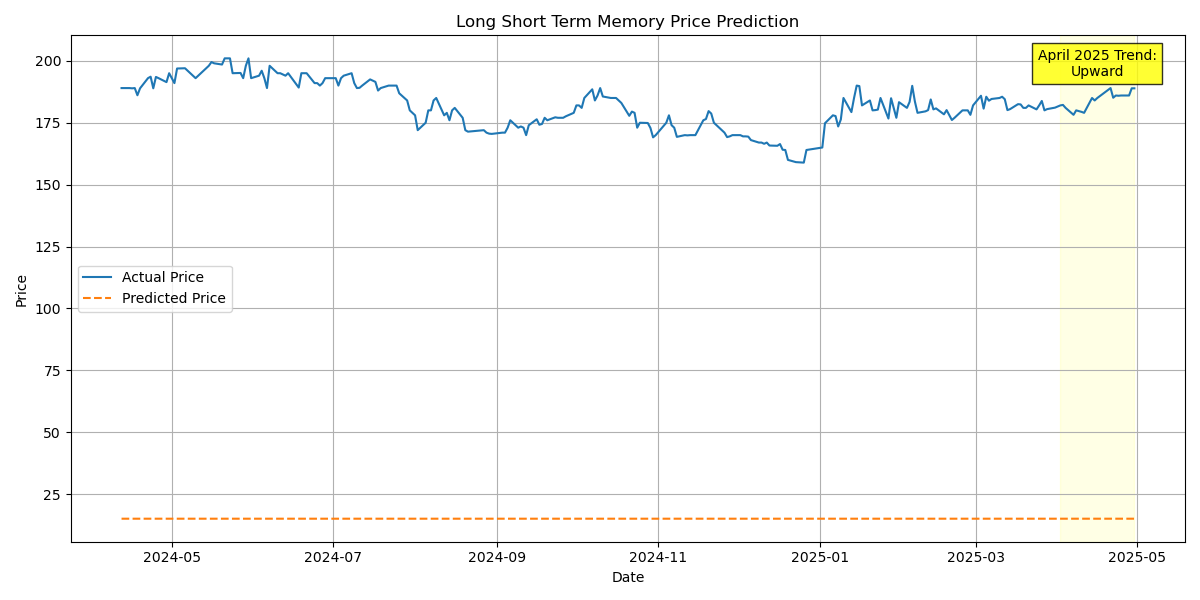 Long Short Term Memory Price Prediction
April 2025 Trend:
Upward
200
175
150
125
100
75
50
25
Price
Actual Price
Predicted Price
2024-05
2024-07
2024-09
2024-11
2025-01
2025-03
2025-05
Date